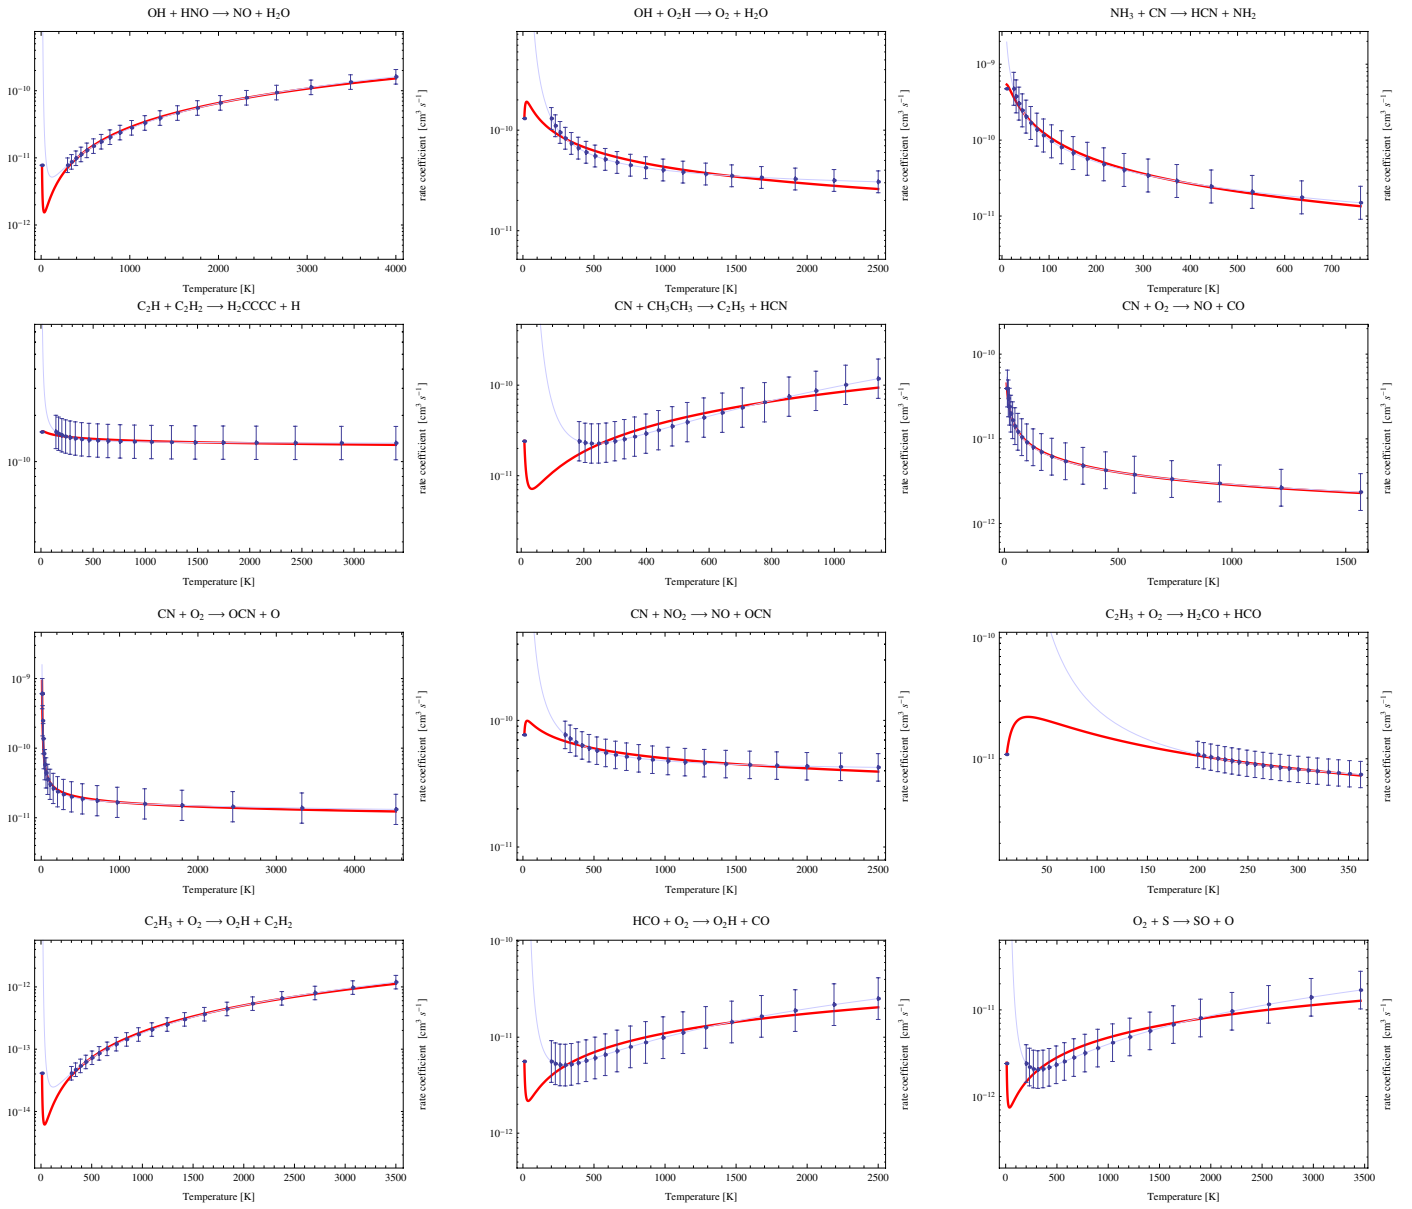 OH + HNO ⟶ NO + H₂O
10⁻¹⁰
10⁻¹¹
10⁻¹²
0 1000 2000 3000 4000
Temperature [K]
rate coefficient [cm³ s⁻¹]
OH + O₂H ⟶ O₂ + H₂O
10⁻¹⁰
10⁻¹¹
0 500 1000 1500 2000 2500
Temperature [K]
rate coefficient [cm³ s⁻¹]
NH₃ + CN ⟶ HCN + NH₂
10⁻⁹
10⁻¹⁰
10⁻¹¹
0 100 200 300 400 500 600 700
Temperature [K]
rate coefficient [cm³ s⁻¹]
C₂H + C₂H₂ ⟶ H₂CCCC + H
10⁻¹⁰
0 500 1000 1500 2000 2500 3000
Temperature [K]
rate coefficient [cm³ s⁻¹]
CN + CH₃CH₃ ⟶ C₂H₅ + HCN
10⁻¹⁰
10⁻¹¹
0 200 400 600 800 1000
Temperature [K]
rate coefficient [cm³ s⁻¹]
CN + O₂ ⟶ NO + CO
10⁻¹⁰
10⁻¹¹
10⁻¹²
0 500 1000 1500
Temperature [K]
rate coefficient [cm³ s⁻¹]
CN + O₂ ⟶ OCN + O
10⁻⁹
10⁻¹⁰
10⁻¹¹
0 1000 2000 3000 4000
Temperature [K]
rate coefficient [cm³ s⁻¹]
CN + NO₂ ⟶ NO + OCN
10⁻¹⁰
10⁻¹¹
0 500 1000 1500 2000 2500
Temperature [K]
rate coefficient [cm³ s⁻¹]
C₂H₃ + O₂ ⟶ H₂CO + HCO
10⁻¹⁰
10⁻¹¹
50 100 150 200 250 300 350
Temperature [K]
rate coefficient [cm³ s⁻¹]
C₂H₃ + O₂ ⟶ O₂H + C₂H₂
10⁻¹²
10⁻¹³
10⁻¹⁴
0 500 1000 1500 2000 2500 3000 3500
Temperature [K]
rate coefficient [cm³ s⁻¹]
HCO + O₂ ⟶ O₂H + CO
10⁻¹⁰
10⁻¹¹
10⁻¹²
0 500 1000 1500 2000 2500
Temperature [K]
rate coefficient [cm³ s⁻¹]
O₂ + S ⟶ SO + O
10⁻¹¹
10⁻¹²
0 500 1000 1500 2000 2500 3000 3500
Temperature [K]
rate coefficient [cm³ s⁻¹]